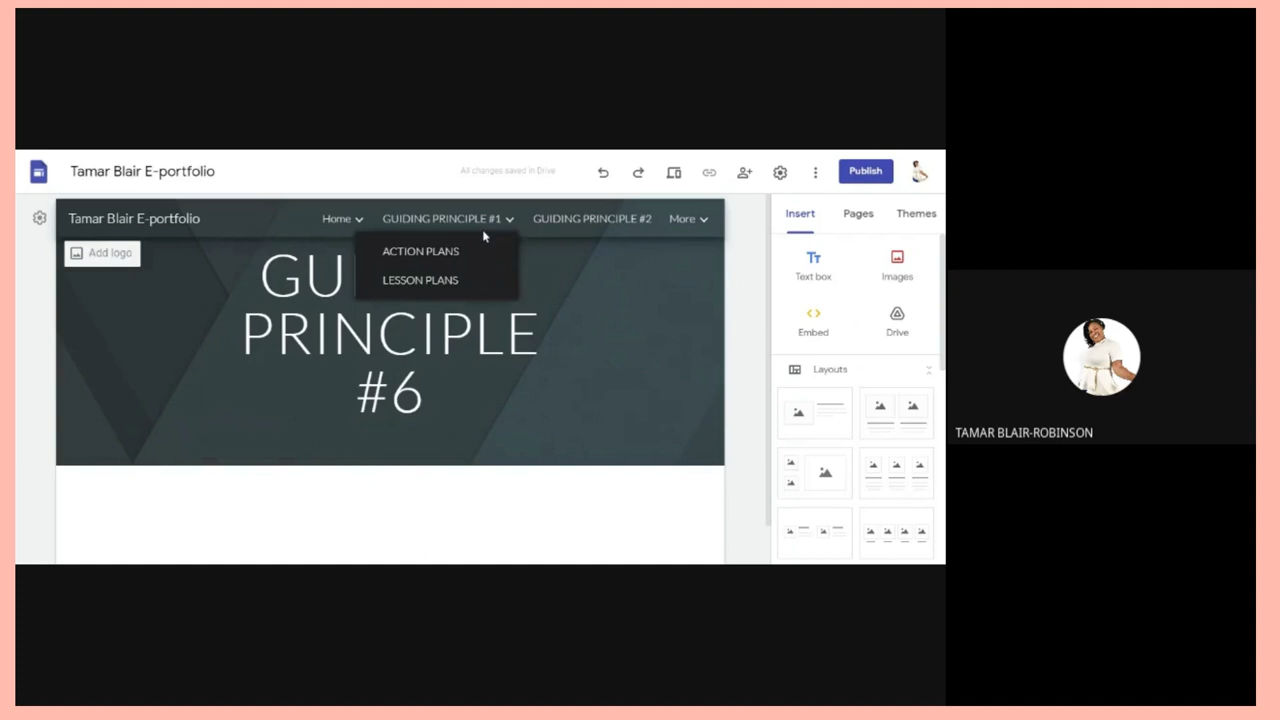 Tamar Blair E-portfolio
All changes saved in Drive
Publish
Tamar Blair E-portfolio
Home
GUIDING PRINCIPLE #1
GUIDING PRINCIPLE #2
More
Insert
Pages
Themes
Add logo
ACTION PLANS
LESSON PLANS
GU
PRINCIPLE
#6
Text box
Images
Embed
Drive
Layouts
TAMAR BLAIR-ROBINSON